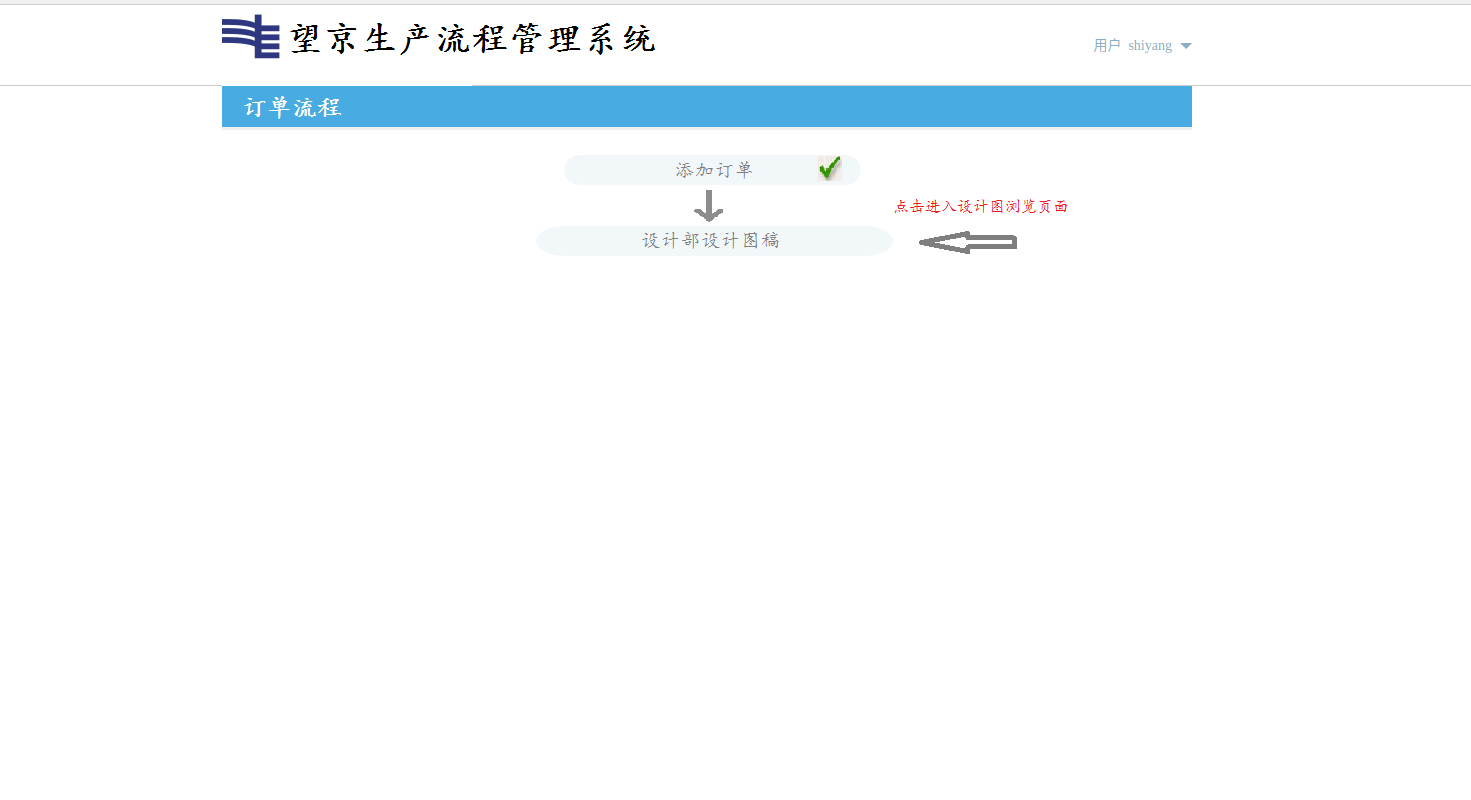 望京生产流程管理系统
用户 shiyang
订单流程
添加订单
点击进入设计图浏览页面
设计部设计图稿